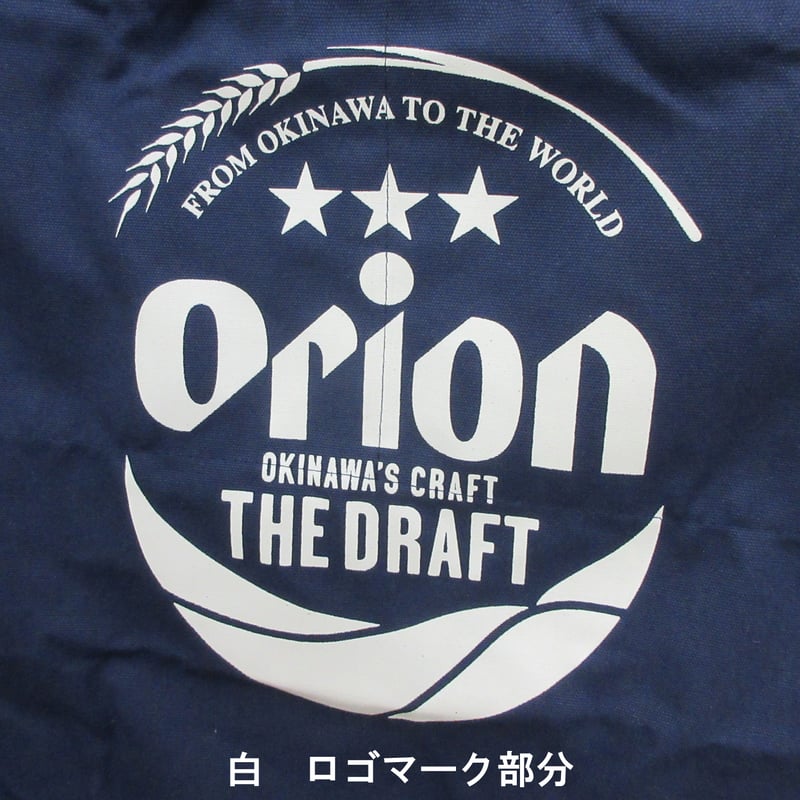 FROM OKINAWA TO THE WORLD
orion
OKINAWA'S CRAFT
THE DRAFT
白　ロゴマーク部分